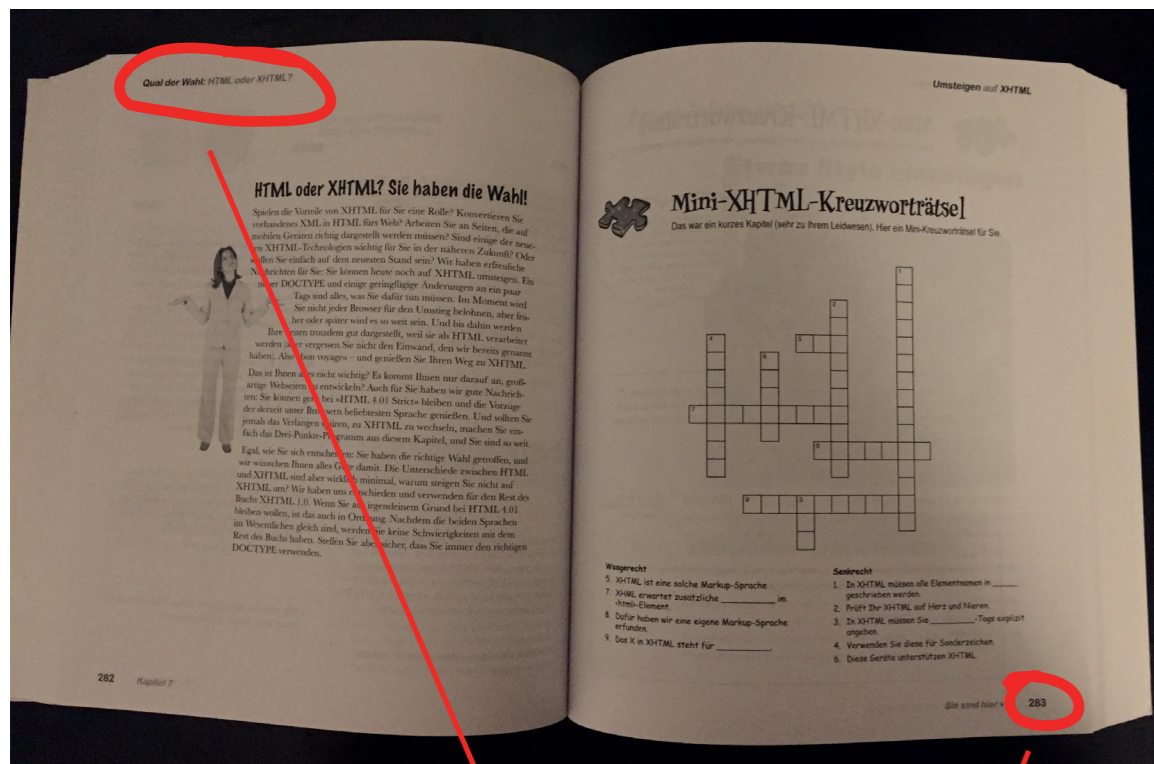 Qual der Wahl: HTML oder XHTML?
HTML oder XHTML? Sie haben die Wahl!
Spielen die Vorteile von XHTML für Sie eine Rolle? Konvertieren Sie
vorhandenes XML in HTML fürs Web? Arbeiten Sie an Seiten, die auf
mobilen Geräten richtig dargestellt werden müssen? Sind einige der neue-
en XHTML-Technologien wichtig für Sie in der näheren Zukunft? Oder
wollen Sie einfach auf dem neuesten Stand sein? Wir haben erfreuliche
Nachrichten für Sie: Sie können heute noch auf XHTML umsteigen. Ein
neuer DOCTYPE und einige geringfügige Änderungen an ein paar
Tags sind alles, was Sie dafür tun müssen. Im Moment wird
Sie nicht jeder Browser für den Umstieg belohnen, aber frü-
her oder später wird es so weit sein. Und bis dahin werden
Ihre Seiten trotzdem gut dargestellt, weil sie als HTML verarbeitet
werden (aber vergessen Sie nicht den Einwand, den wir bereits genannt
haben). Also »bon voyage« – und genießen Sie Ihren Weg zu XHTML.
Das ist Ihnen alles nicht wichtig? Es kommt Ihnen nur darauf an, groß-
artige Webseiten zu entwickeln? Auch für Sie haben wir gute Nachrich-
ten: Sie können gern bei »HTML 4.01 Strict« bleiben und die Vorzüge
der derzeit unter Browsern beliebtesten Sprache genießen. Und sollten Sie
jemals das Verlangen spüren, zu XHTML zu wechseln, machen Sie ein-
fach das Drei-Punkte-Programm aus diesem Kapitel, und Sie sind so weit.
Egal, wie Sie sich entscheiden: Sie haben die richtige Wahl getroffen, und
wir wünschen Ihnen alles Gute damit. Die Unterschiede zwischen HTML
und XHTML sind aber wirklich minimal, warum steigen Sie nicht auf
XHTML um? Wir haben uns entschieden und verwenden für den Rest des
Buchs XHTML 1.0. Wenn Sie aus irgendeinem Grund bei HTML 4.01
bleiben wollen, ist das auch in Ordnung. Nachdem die beiden Sprachen
im Wesentlichen gleich sind, werden Sie keine Schwierigkeiten mit dem
Rest des Buchs haben. Stellen Sie aber sicher, dass Sie immer den richtigen
DOCTYPE verwenden.
282 Kapitel 7
Umsteigen auf XHTML
Mini-XHTML-Kreuzworträtsel
Das war ein kurzes Kapitel (sehr zu Ihrem Leidwesen). Hier ein Mini-Kreuzworträtsel für Sie.
1
2
4
5
6
7
8
9 3
Waagerecht
5. XHTML ist eine solche Markup-Sprache
7. XHML erwartet zusätzliche __________ im
<html>-Element.
8. Dafür haben wir eine eigene Markup-Sprache
erfunden.
9. Das X in XHTML steht für __________.
Senkrecht
1. In XHTML müssen alle Elementnamen in _____
geschrieben werden.
2. Prüft Ihr XHTML auf Herz und Nieren.
3. In XHTML müssen Sie ________-Tags explizit
angeben.
4. Verwenden Sie diese für Sonderzeichen.
6. Diese Geräte unterstützen XHTML.
Sie sind hier ▸ 283